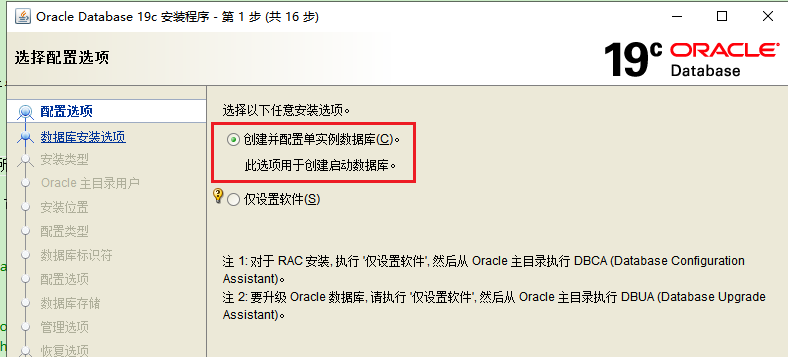 Oracle Database 19c 安装程序 - 第 1 步 (共 16 步)
选择配置选项
19c ORACLE
Database
配置选项
数据库安装选项
安装类型
Oracle 主目录用户
安装位置
配置类型
数据库标识符
配置选项
数据库存储
管理选项
恢复选项
选择以下任意安装选项。
创建并配置单实例数据库(C)。
此选项用于创建启动数据库。
仅设置软件(S)
注 1: 对于 RAC 安装, 执行 '仅设置软件', 然后从 Oracle 主目录执行 DBCA (Database Configuration
Assistant)。
注 2: 要升级 Oracle 数据库, 请执行 '仅设置软件', 然后从 Oracle 主目录执行 DBUA (Database Upgrade
Assistant)。